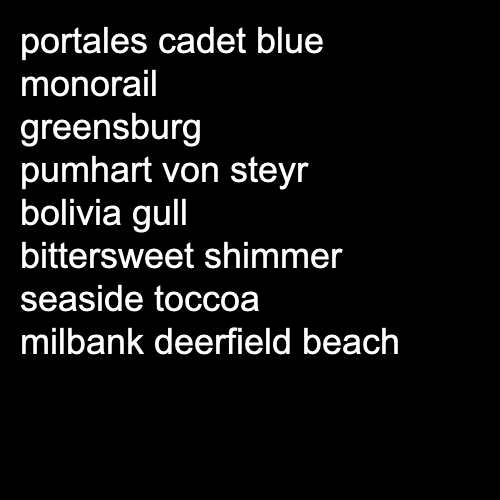 portales cadet blue
monorail
greensburg
pumhart von steyr
bolivia gull
bittersweet shimmer
seaside toccoa
milbank deerfield beach